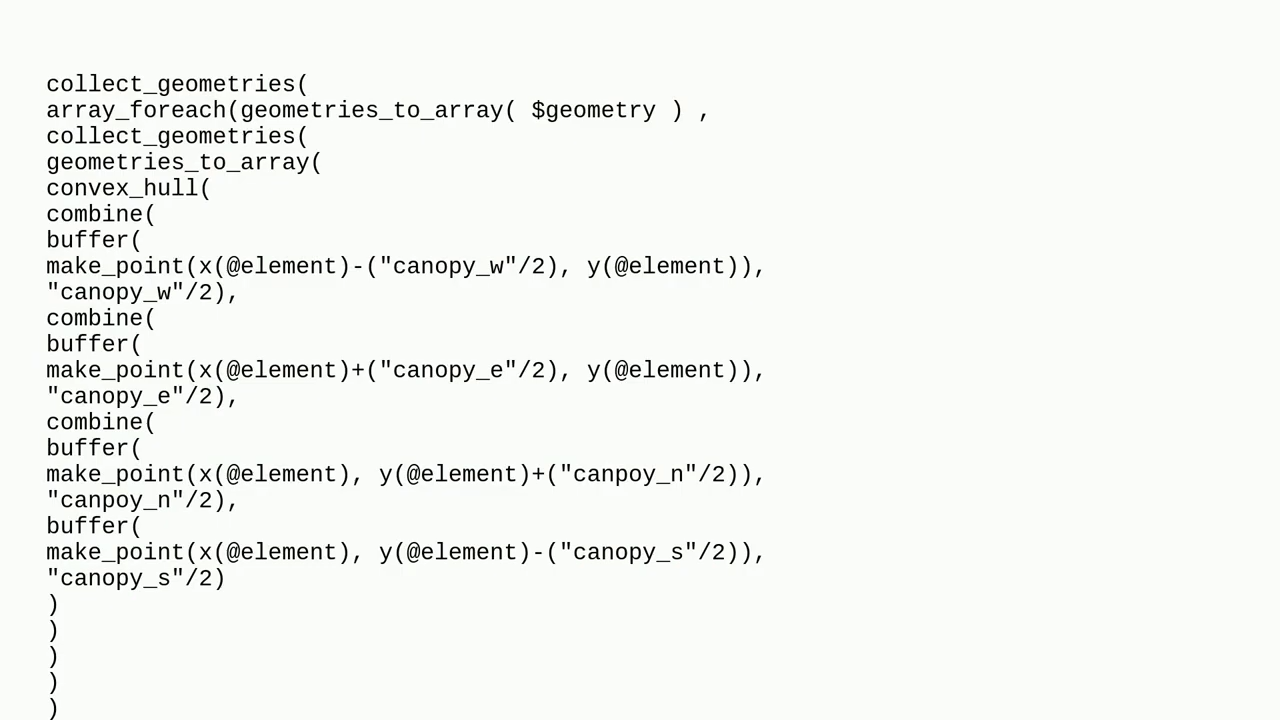 collect_geometries(
array_foreach(geometries_to_array( $geometry ) ,
collect_geometries(
geometries_to_array(
convex_hull(
combine(
buffer(
make_point(x(@element)-("canopy_w"/2), y(@element)),
"canopy_w"/2),
combine(
buffer(
make_point(x(@element)+("canopy_e"/2), y(@element)),
"canopy_e"/2),
combine(
buffer(
make_point(x(@element), y(@element)+("canpoy_n"/2)),
"canpoy_n"/2),
buffer(
make_point(x(@element), y(@element)-("canopy_s"/2)),
"canopy_s"/2)
)
)
)
)
)